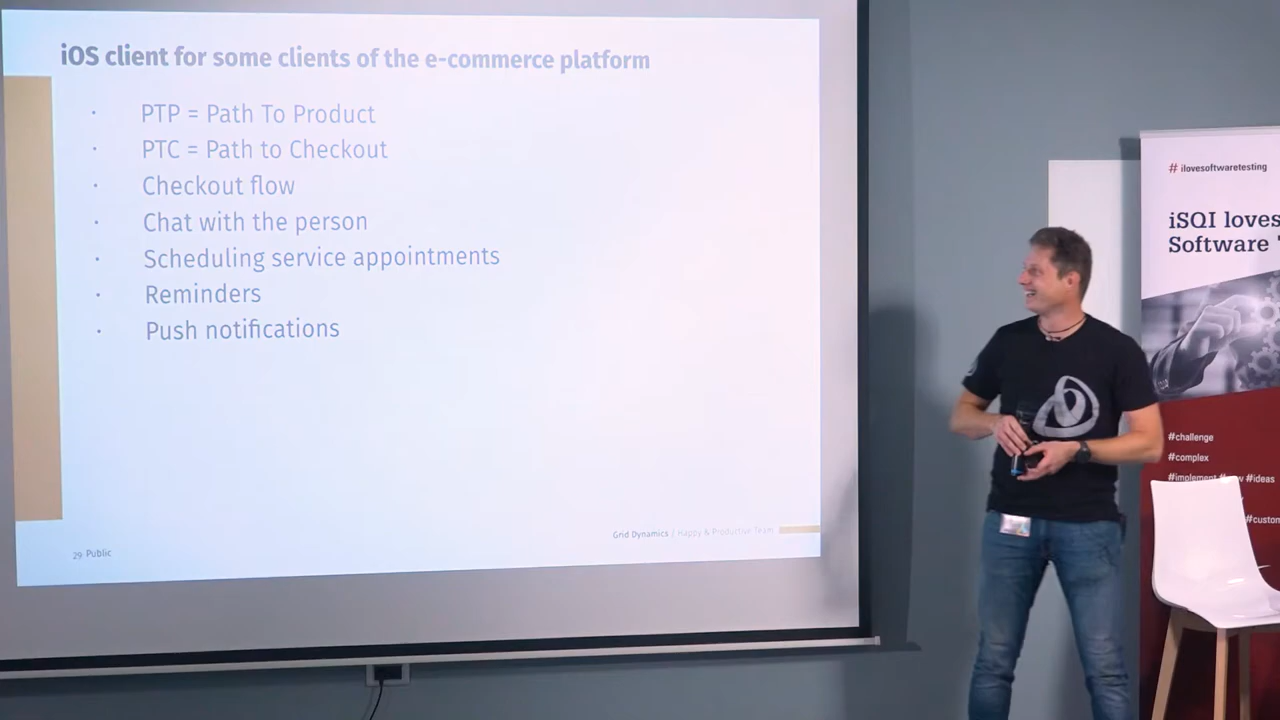 iOS client for some clients of the e-commerce platform
· PTP = Path To Product
· PTC = Path to Checkout
· Checkout flow
· Chat with the person
· Scheduling service appointments
· Reminders
· Push notifications
Grid Dynamics | Happy & Productive Team
29 Public
# ilovesoftwaretesting
iSQI loves
Software
#challenge
#complex
#implement #ideas